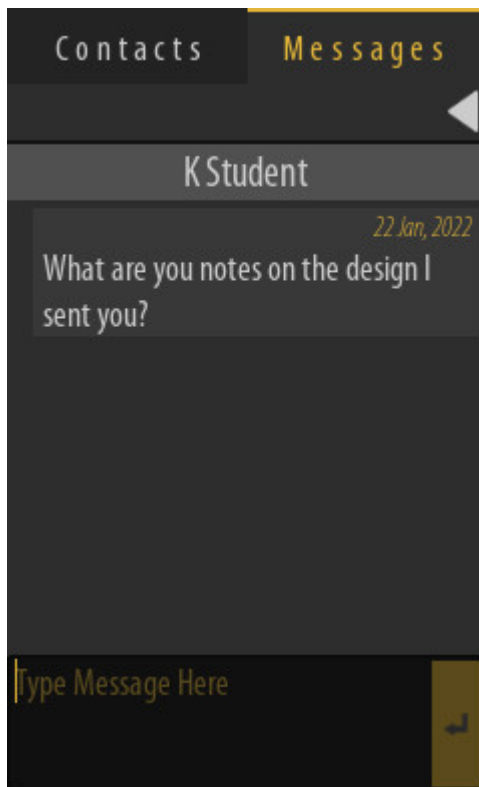 Contacts
Messages
K Student
22 Jan, 2022
What are you notes on the design I
sent you?
Type Message Here